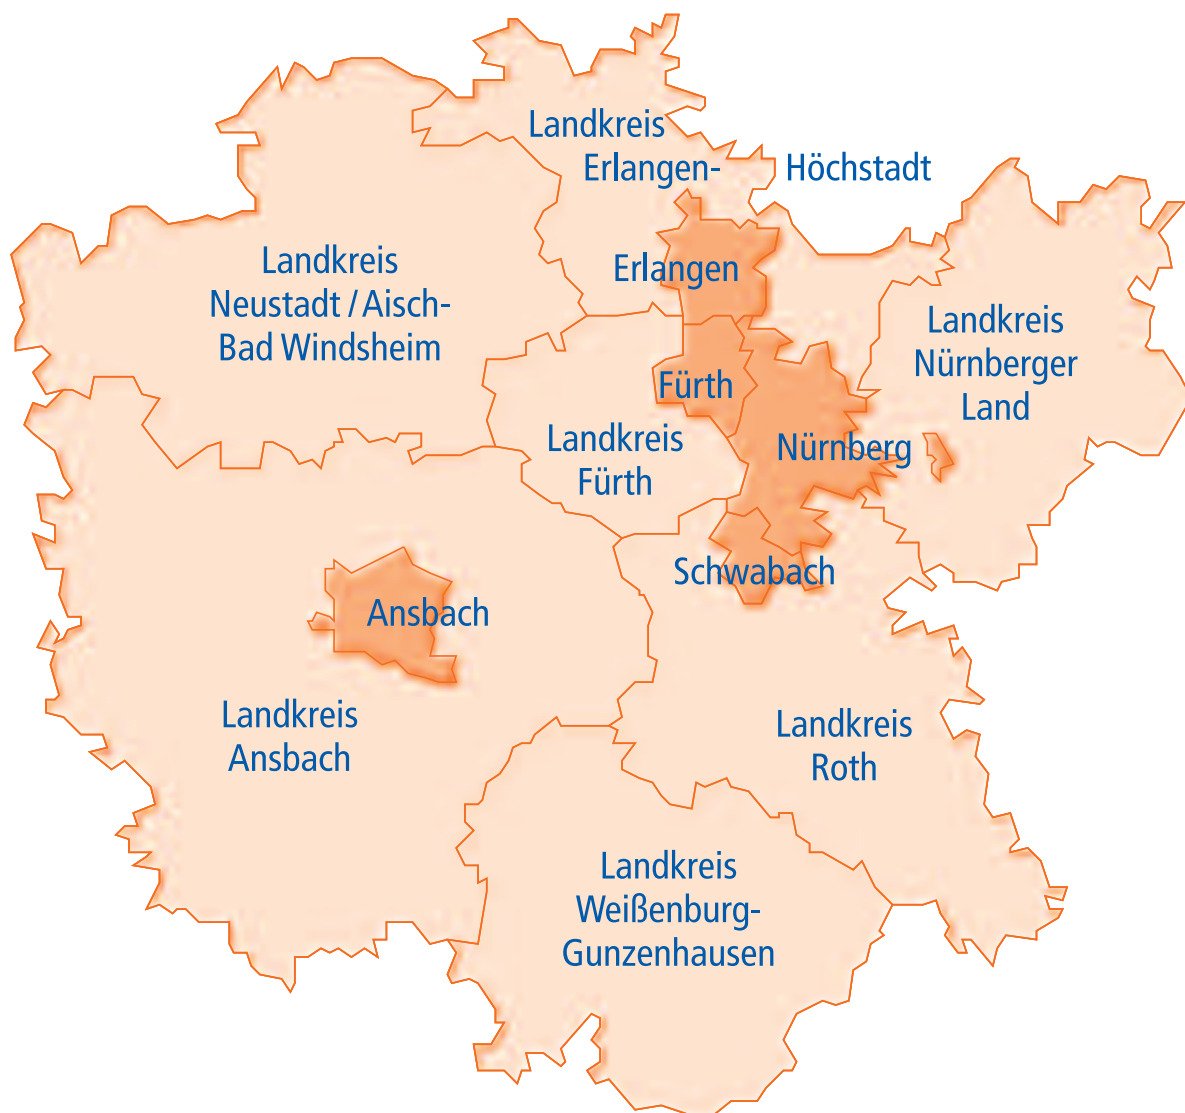 Landkreis
Erlangen- Höchstadt
Erlangen
Landkreis
Neustadt / Aisch-
Bad Windsheim
Landkreis
Nürnberger
Land
Fürth
Landkreis
Fürth
Nürnberg
Schwabach
Ansbach
Landkreis
Ansbach
Landkreis
Roth
Landkreis
Weißenburg-
Gunzenhausen